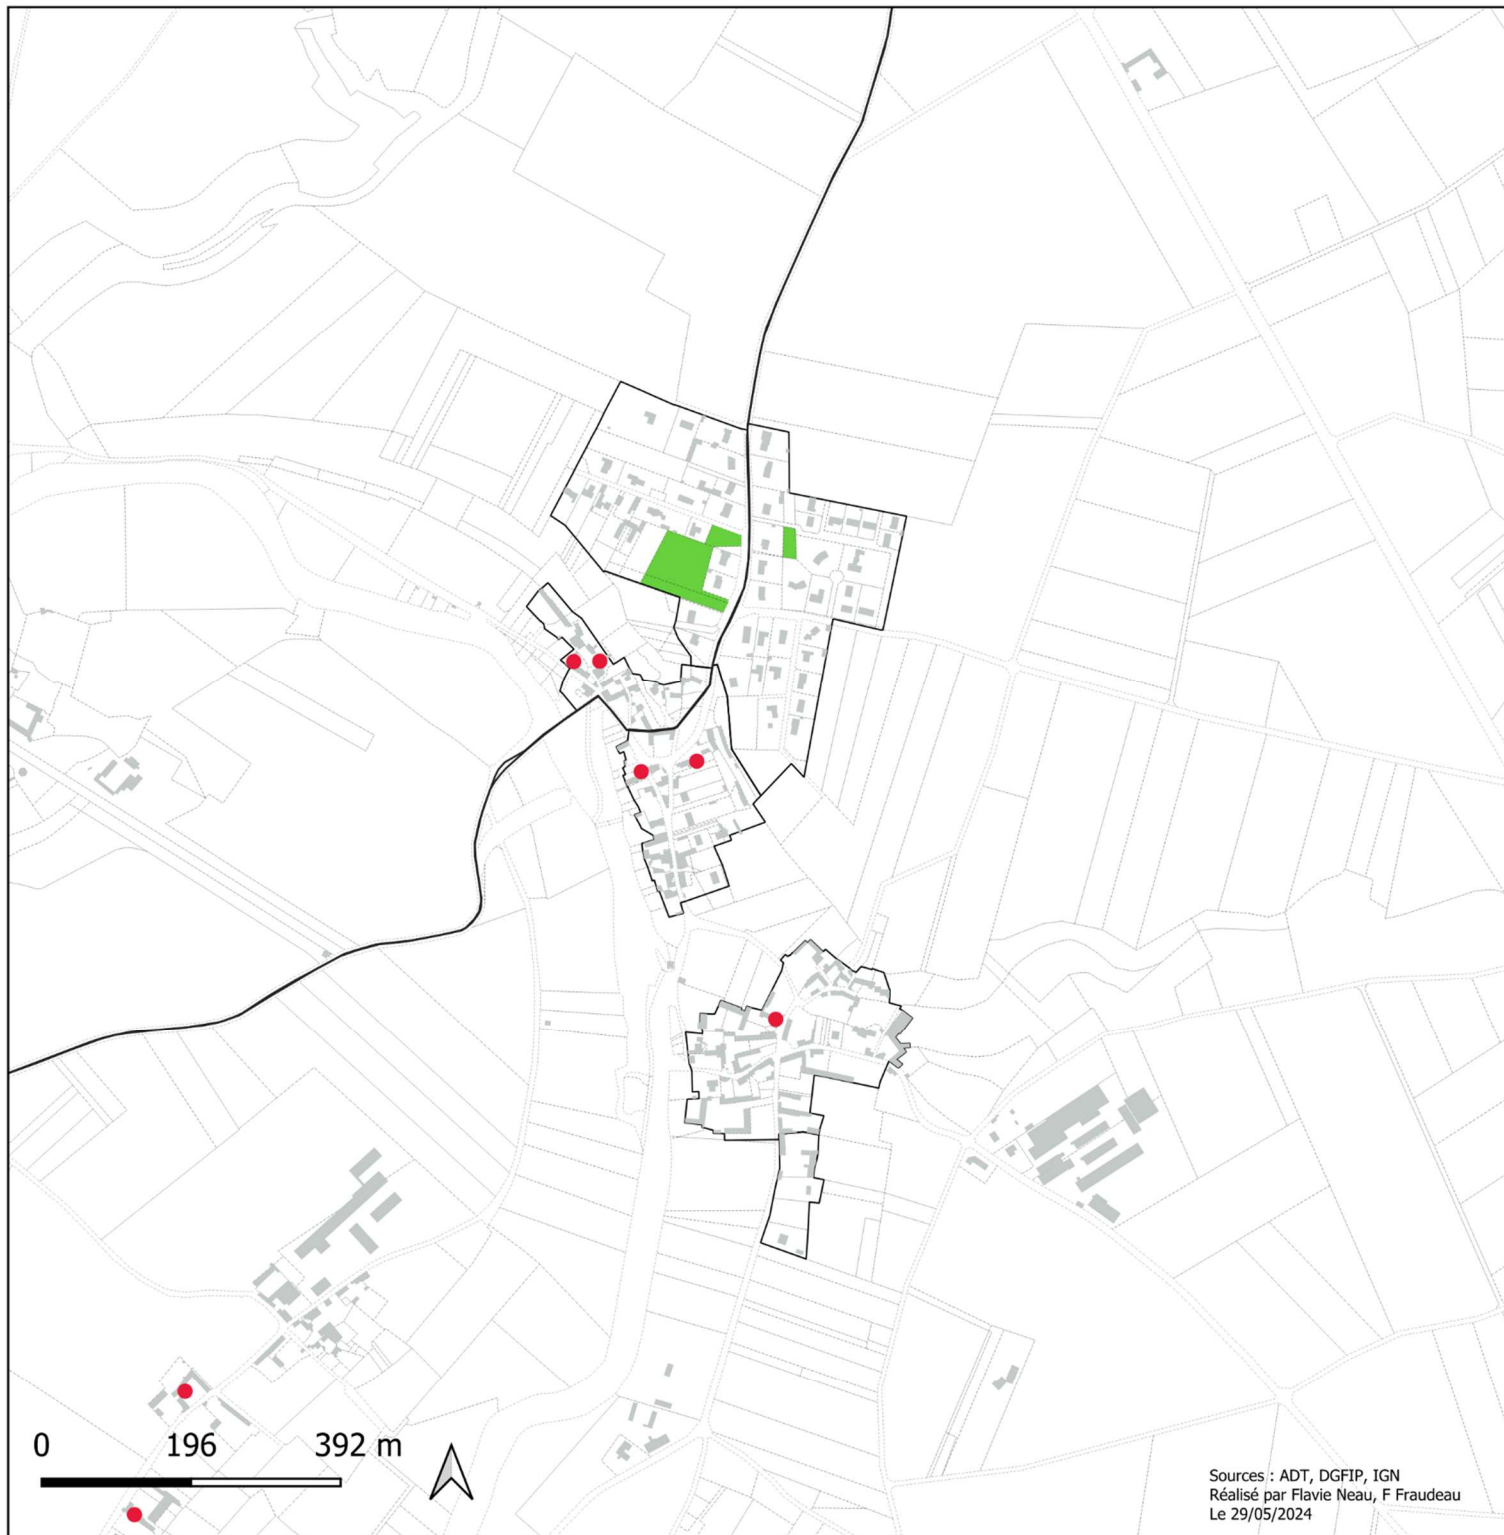 0 196 392 m
Sources : ADT, DGFIP, IGN
Réalisé par Flavie Neau, F Fraudeau
Le 29/05/2024